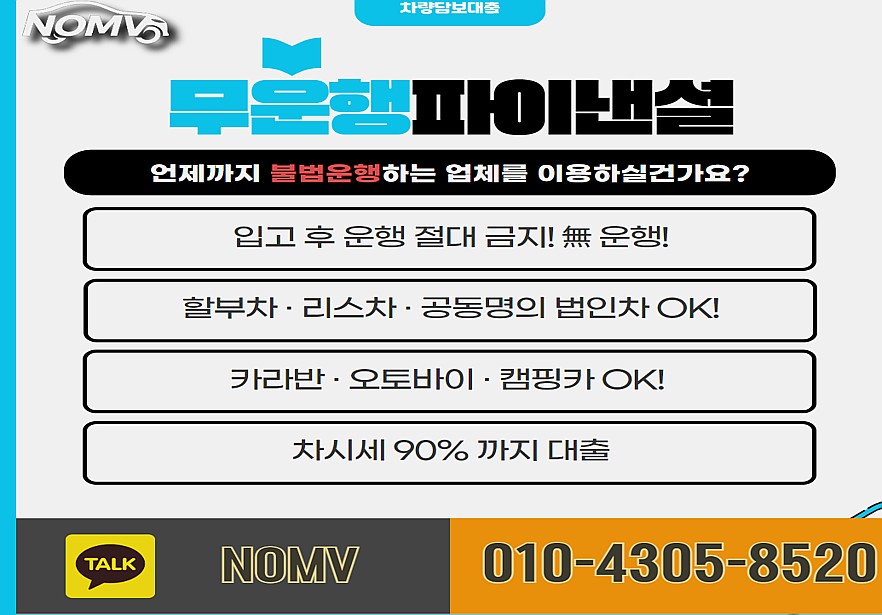 NOMV
차량담보대출
무운행파이낸셜
언제까지 불법운행하는 업체를 이용하실건가요?
입고 후 운행 절대 금지! 無 운행!
할부차 · 리스차 · 공동명의 법인차 OK!
카라반 · 오토바이 · 캠핑카 OK!
차시세 90% 까지 대출
TALK
NOMV
010-4305-8520